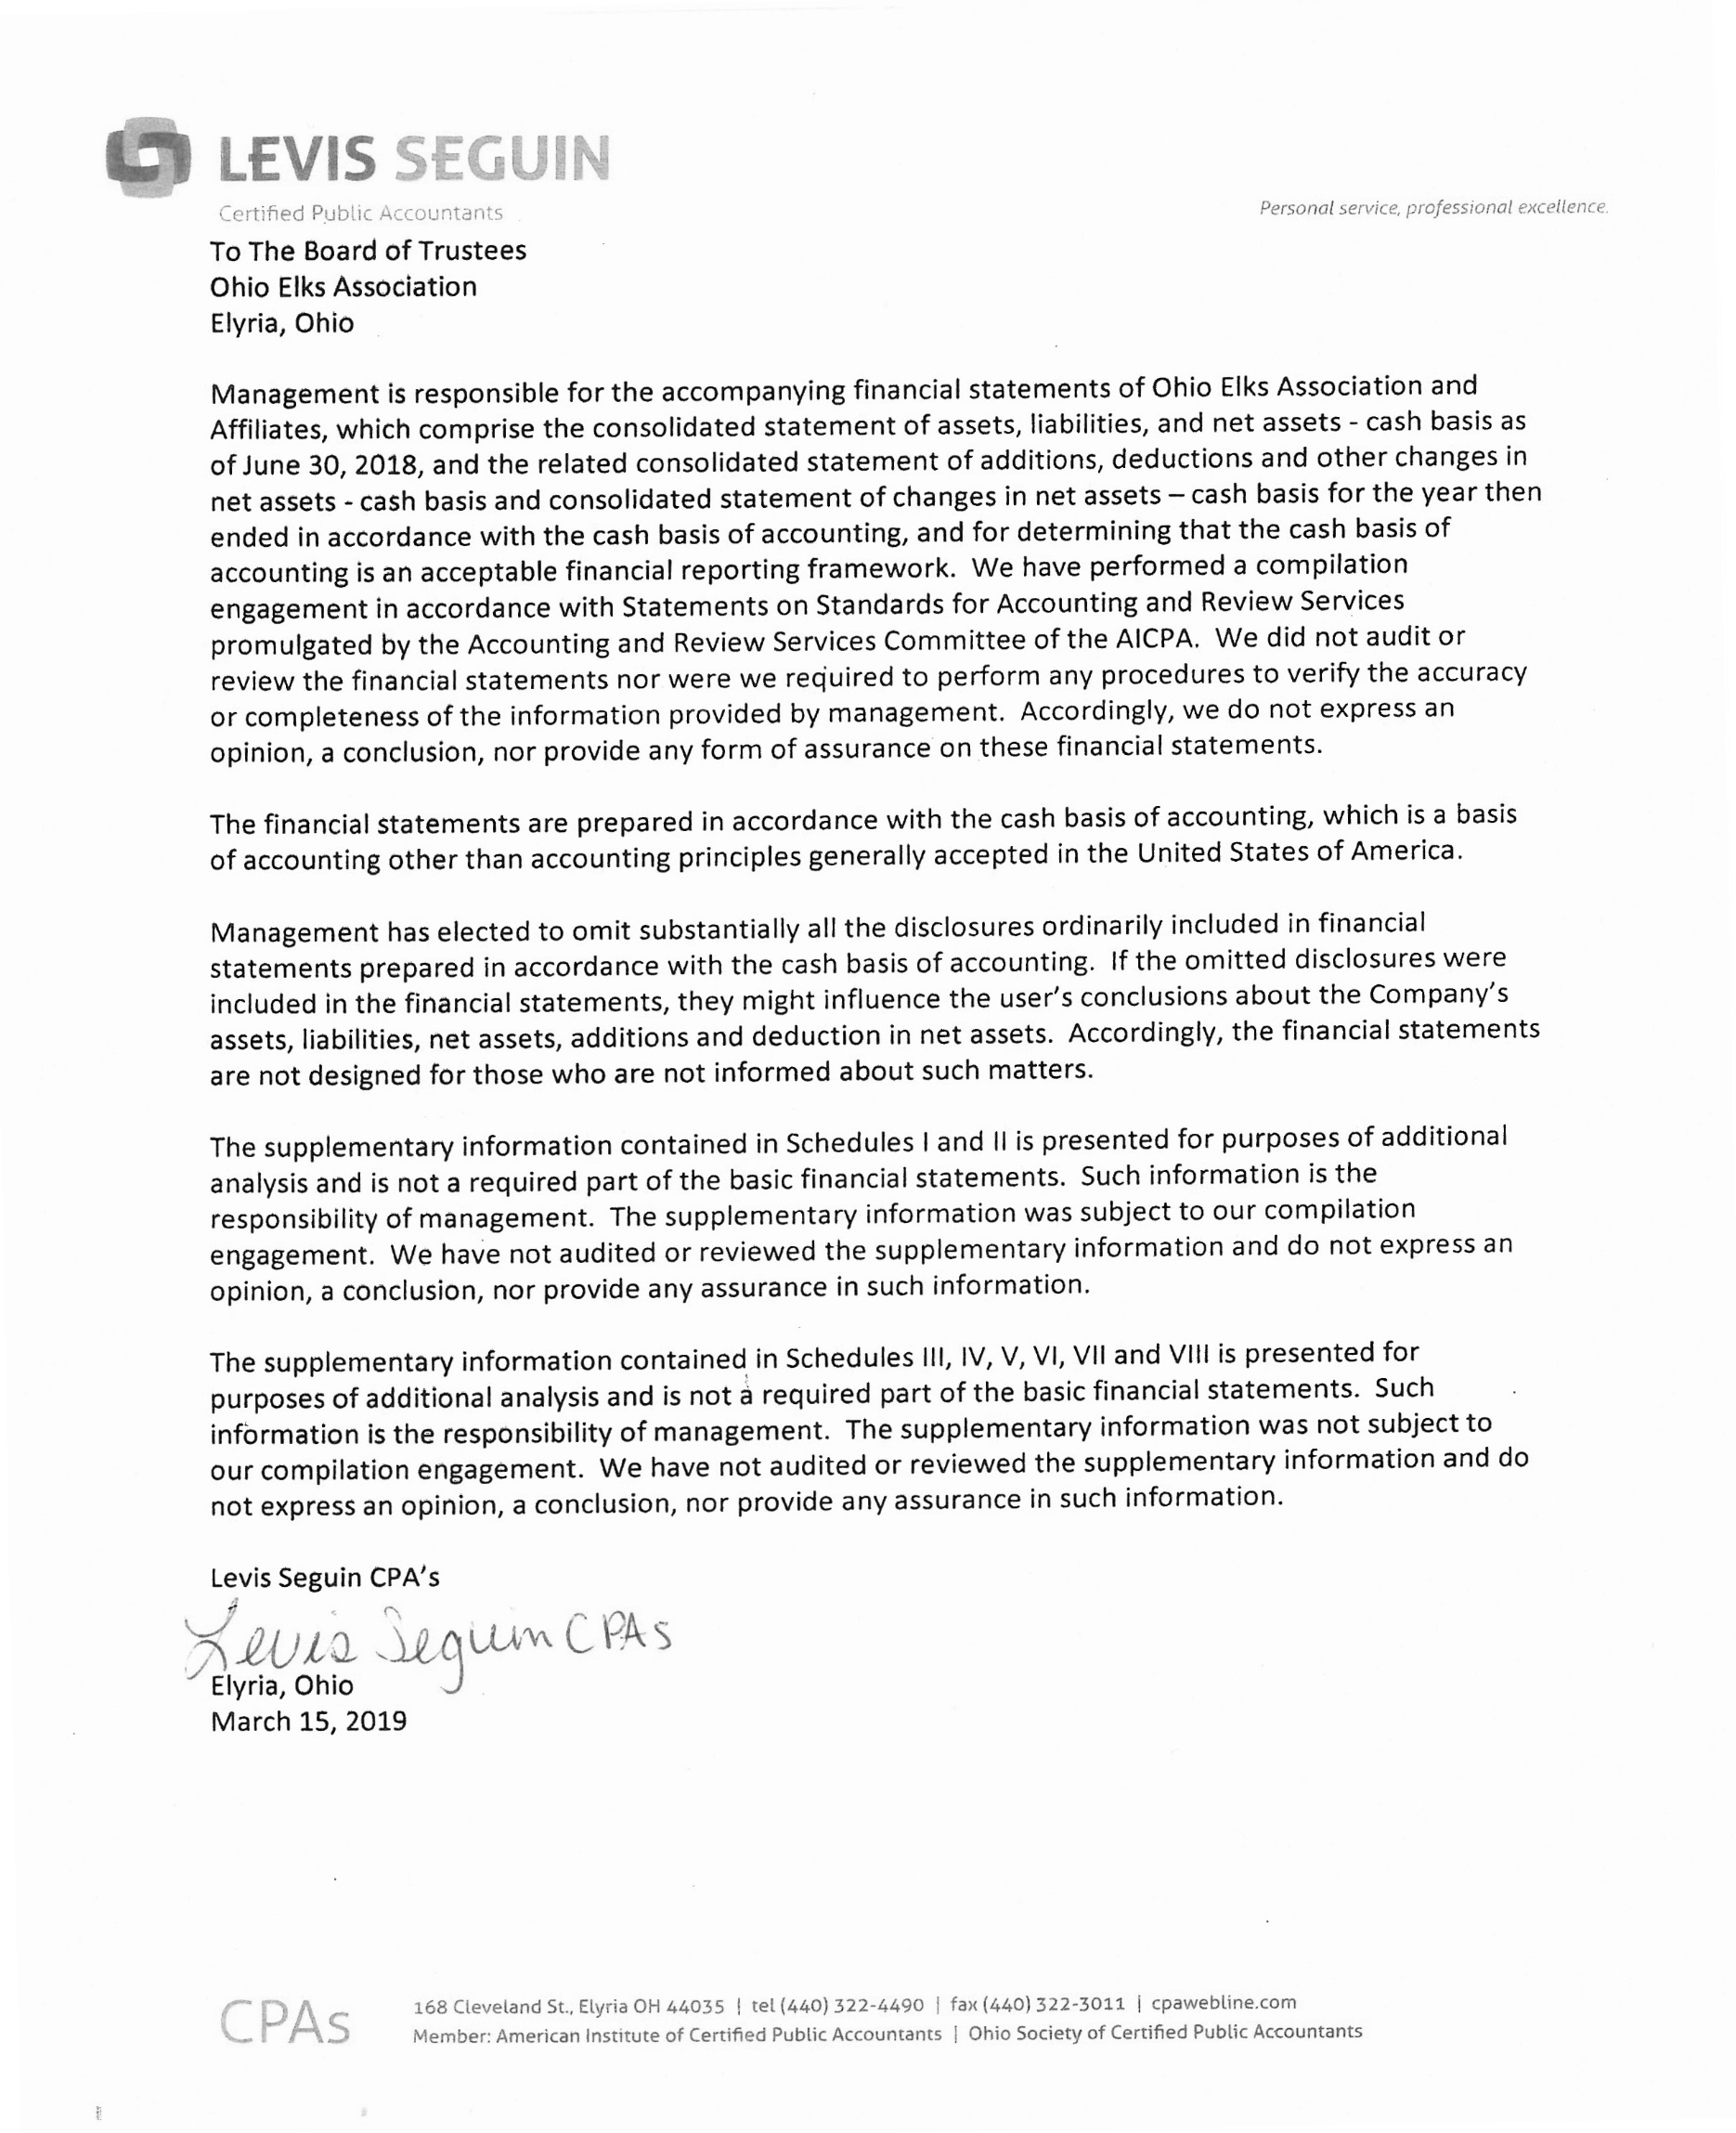 LEVIS SEGUIN
Certified Public Accountants
Personal service, professional excellence.
To The Board of Trustees
Ohio Elks Association
Elyria, Ohio
Management is responsible for the accompanying financial statements of Ohio Elks Association and
Affiliates, which comprise the consolidated statement of assets, liabilities, and net assets - cash basis as
of June 30, 2018, and the related consolidated statement of additions, deductions and other changes in
net assets - cash basis and consolidated statement of changes in net assets – cash basis for the year then
ended in accordance with the cash basis of accounting, and for determining that the cash basis of
accounting is an acceptable financial reporting framework. We have performed a compilation
engagement in accordance with Statements on Standards for Accounting and Review Services
promulgated by the Accounting and Review Services Committee of the AICPA. We did not audit or
review the financial statements nor were we required to perform any procedures to verify the accuracy
or completeness of the information provided by management. Accordingly, we do not express an
opinion, a conclusion, nor provide any form of assurance on these financial statements.
The financial statements are prepared in accordance with the cash basis of accounting, which is a basis
of accounting other than accounting principles generally accepted in the United States of America.
Management has elected to omit substantially all the disclosures ordinarily included in financial
statements prepared in accordance with the cash basis of accounting. If the omitted disclosures were
included in the financial statements, they might influence the user's conclusions about the Company's
assets, liabilities, net assets, additions and deduction in net assets. Accordingly, the financial statements
are not designed for those who are not informed about such matters.
The supplementary information contained in Schedules I and II is presented for purposes of additional
analysis and is not a required part of the basic financial statements. Such information is the
responsibility of management. The supplementary information was subject to our compilation
engagement. We have not audited or reviewed the supplementary information and do not express an
opinion, a conclusion, nor provide any assurance in such information.
The supplementary information contained in Schedules III, IV, V, VI, VII and VIII is presented for
purposes of additional analysis and is not a required part of the basic financial statements. Such
information is the responsibility of management. The supplementary information was not subject to
our compilation engagement. We have not audited or reviewed the supplementary information and do
not express an opinion, a conclusion, nor provide any assurance in such information.
Levis Seguin CPA's
Levis Seguin CPAs
Elyria, Ohio
March 15, 2019
CPAs
168 Cleveland St., Elyria OH 44035 | tel (440) 322-4490 | fax (440) 322-3011 | cpawebline.com
Member: American Institute of Certified Public Accountants | Ohio Society of Certified Public Accountants